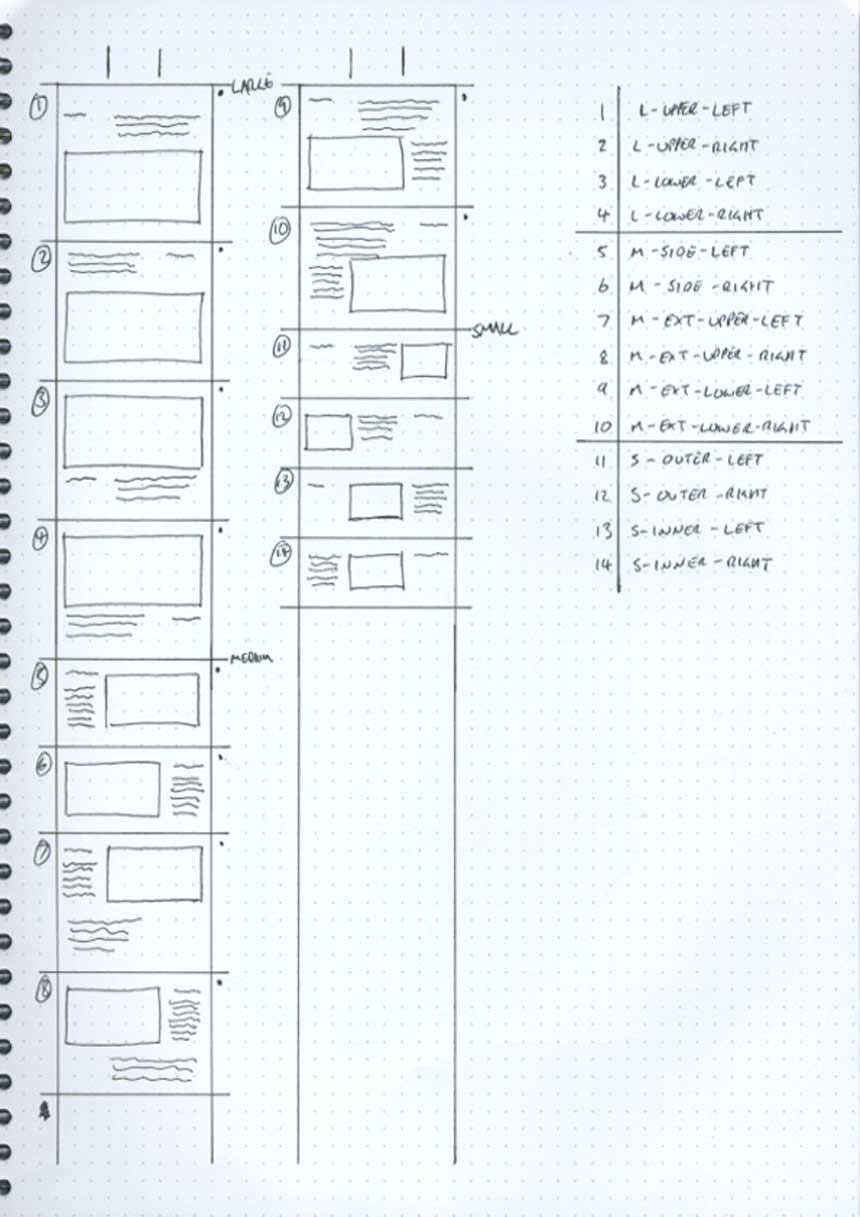 LARGE
1
2
3
4
MEDIUM
5
6
7
8
9
10
SMALL
11
12
13
14
1 L-UPPER-LEFT
2 L-UPPER-RIGHT
3 L-LOWER-LEFT
4 L-LOWER-RIGHT
5 M-SIDE-LEFT
6 M-SIDE-RIGHT
7 M-EXT-UPPER-LEFT
8 M-EXT-UPPER-RIGHT
9 M-EXT-LOWER-LEFT
10 M-EXT-LOWER-RIGHT
11 S-OUTER-LEFT
12 S-OUTER-RIGHT
13 S-INNER-LEFT
14 S-INNER-RIGHT